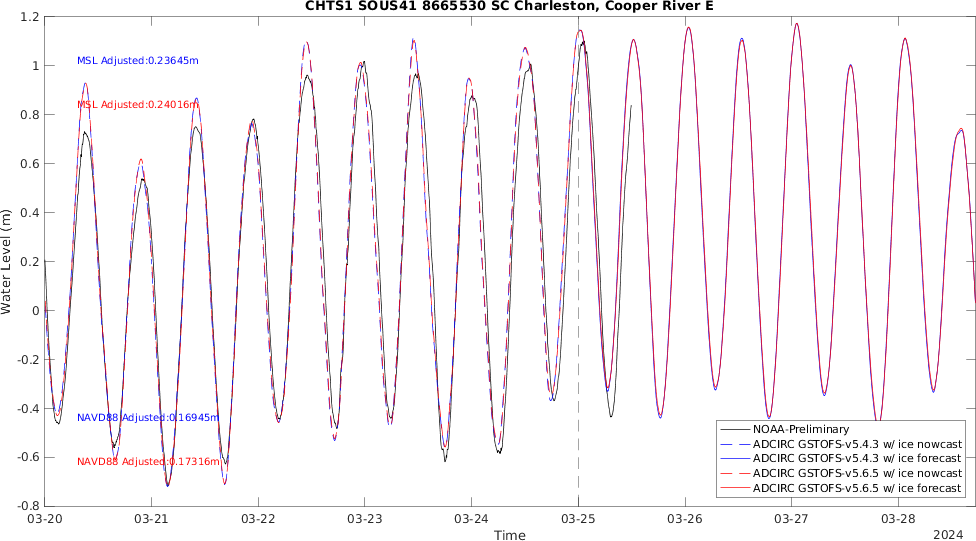 CHTS1 SOUS41 8665530 SC Charleston, Cooper River E
1.2
1
0.8
0.6
0.4
0.2
0
-0.2
-0.4
-0.6
-0.8
Water Level (m)
MSL Adjusted:0.23645m
MSL Adjusted:0.24016m
NAVD88 Adjusted:0.16945m
NAVD88 Adjusted:0.17316m
NOAA-Preliminary
ADCIRC GSTOFS-v5.4.3 w/ ice nowcast
ADCIRC GSTOFS-v5.4.3 w/ ice forecast
ADCIRC GSTOFS-v5.6.5 w/ ice nowcast
ADCIRC GSTOFS-v5.6.5 w/ ice forecast
03-20 03-21 03-22 03-23 03-24 03-25 03-26 03-27 03-28
Time
2024